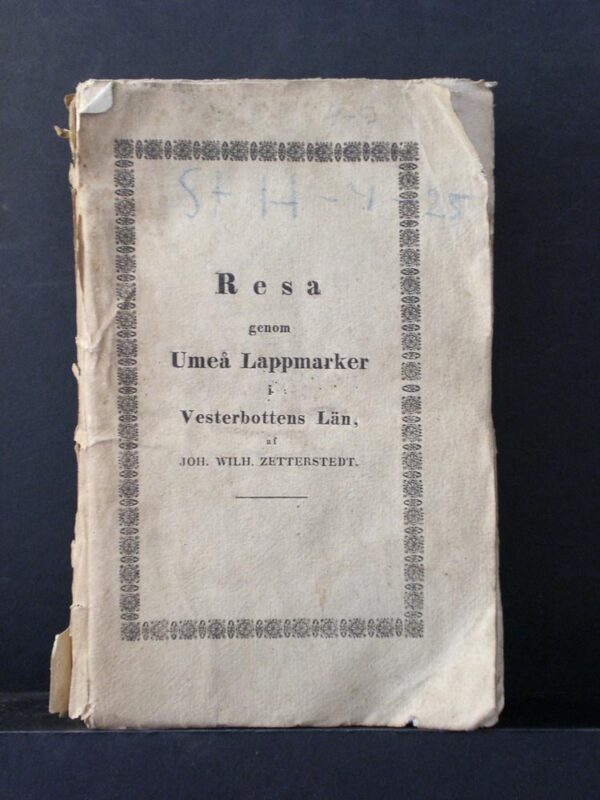 St H - 4 - 25
Resa
genom
Umeå Lappmarker
i
Vesterbottens Län,
af
JOH. WILH. ZETTERSTEDT.